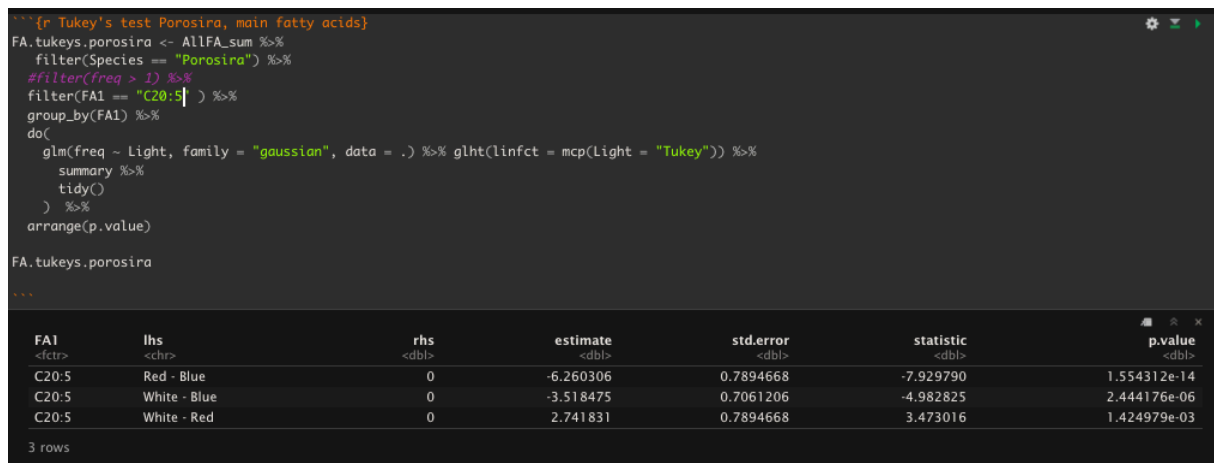 ```{r Tukey's test Porosira, main fatty acids}
FA.tukeys.porosira <- AllFA_sum %>%
filter(Species == "Porosira") %>%
#filter(freq > 1) %>%
filter(FA1 == "C20:5" ) %>%
group_by(FA1) %>%
do(
glm(freq ~ Light, family = "gaussian", data = .) %>% glht(linfct = mcp(Light = "Tukey")) %>%
summary %>%
tidy()
) %>%
arrange(p.value)
FA.tukeys.porosira
```
FA1 lhs rhs estimate std.error statistic p.value
<fctr> <chr> <dbl> <dbl> <dbl> <dbl> <dbl>
C20:5 Red - Blue 0 -6.260306 0.7894668 -7.929790 1.554312e-14
C20:5 White - Blue 0 -3.518475 0.7061206 -4.982825 2.444176e-06
C20:5 White - Red 0 2.741831 0.7894668 3.473016 1.424979e-03
3 rows